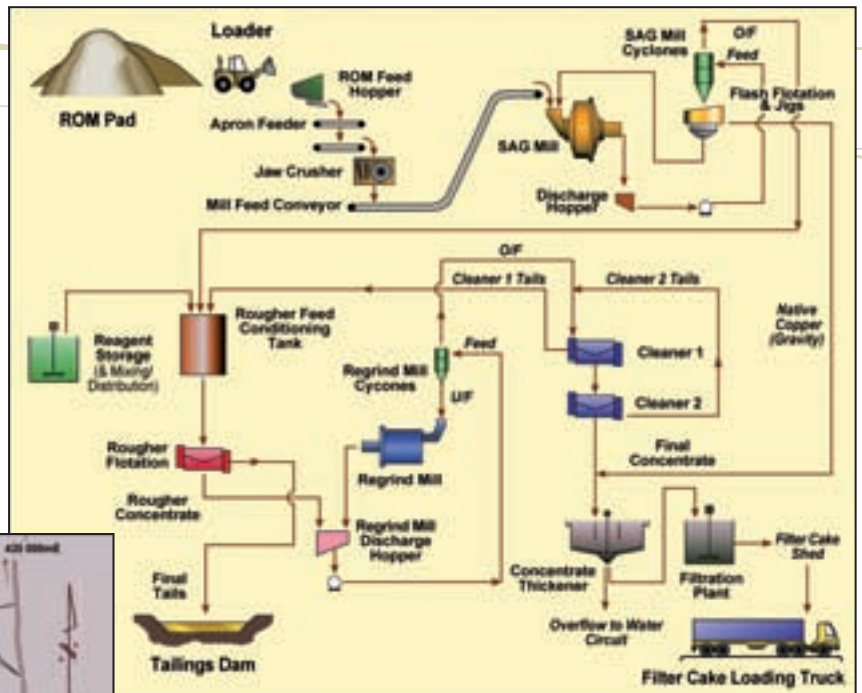 Loader
ROM Pad
ROM Feed
Hopper
Apron Feeder
Jaw Crusher
Mill Feed Conveyor
SAG Mill
SAG Mill
Cyclones
O/F
Feed
Flash Flotation
& Jigs
Discharge
Hopper
O/F
Cleaner 1 Tails
Cleaner 2 Tails
Native
Copper
(Gravity)
Reagent
Storage
(& Mixing/
Distribution)
Rougher Feed
Conditioning
Tank
Regrind Mill
Cycones
Feed
U/F
Cleaner 1
Cleaner 2
Rougher
Flotation
Regrind Mill
Final
Concentrate
Rougher
Concentrate
Regrind Mill
Discharge
Hopper
Final
Tails
Tailings Dam
Concentrate
Thickener
Filtration
Plant
Filter Cake
Shed
Overflow to Water
Circuit
Filter Cake Loading Truck